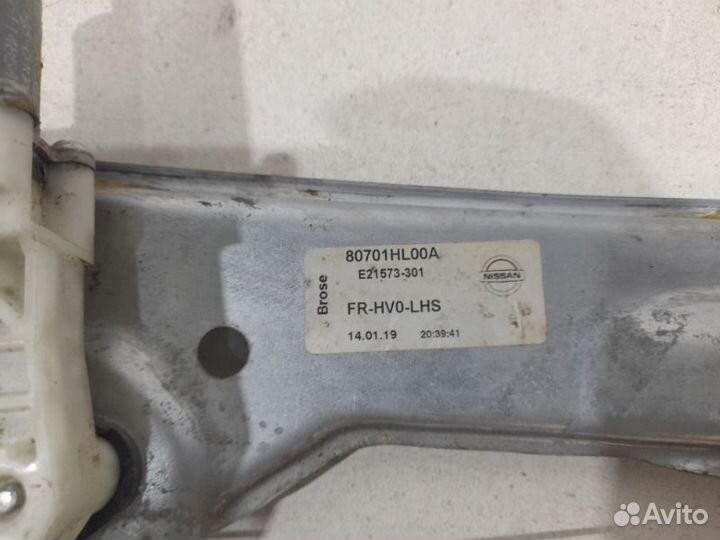 80701HL00A
E21573-301
NISSAN
Brose
FR-HV0-LHS
14.01.19 20:39:41
Avito